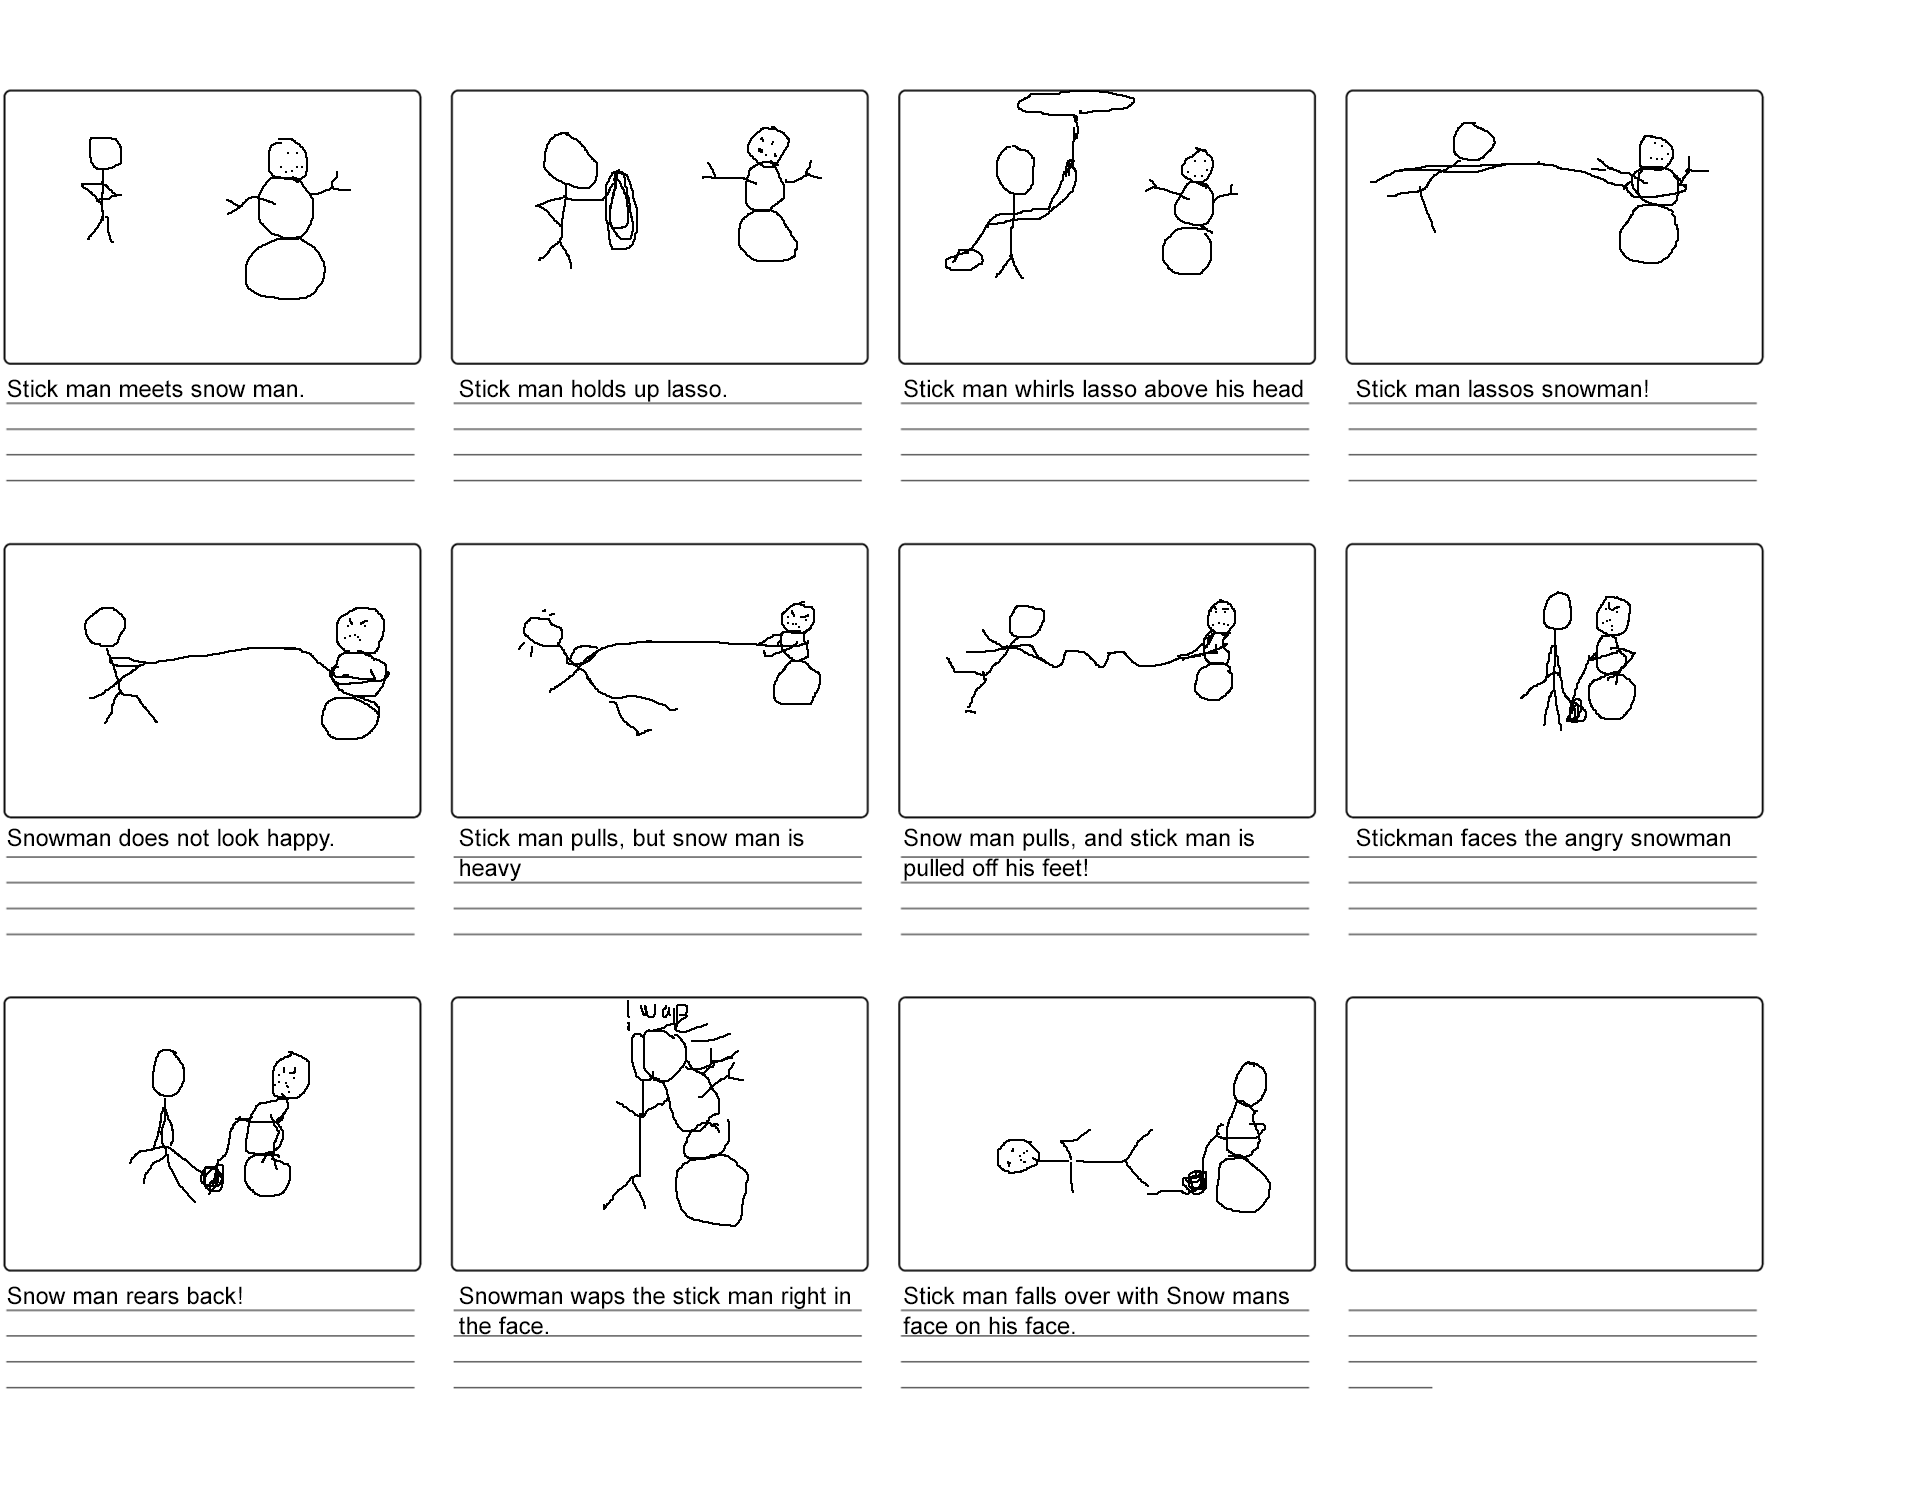 Stick man meets snow man.
Stick man holds up lasso.
Stick man whirls lasso above his head
Stick man lassos snowman!
Snowman does not look happy.
Stick man pulls, but snow man is
heavy
Snow man pulls, and stick man is
pulled off his feet!
Stickman faces the angry snowman
! wap
Snow man rears back!
Snowman waps the stick man right in
the face.
Stick man falls over with Snow mans
face on his face.